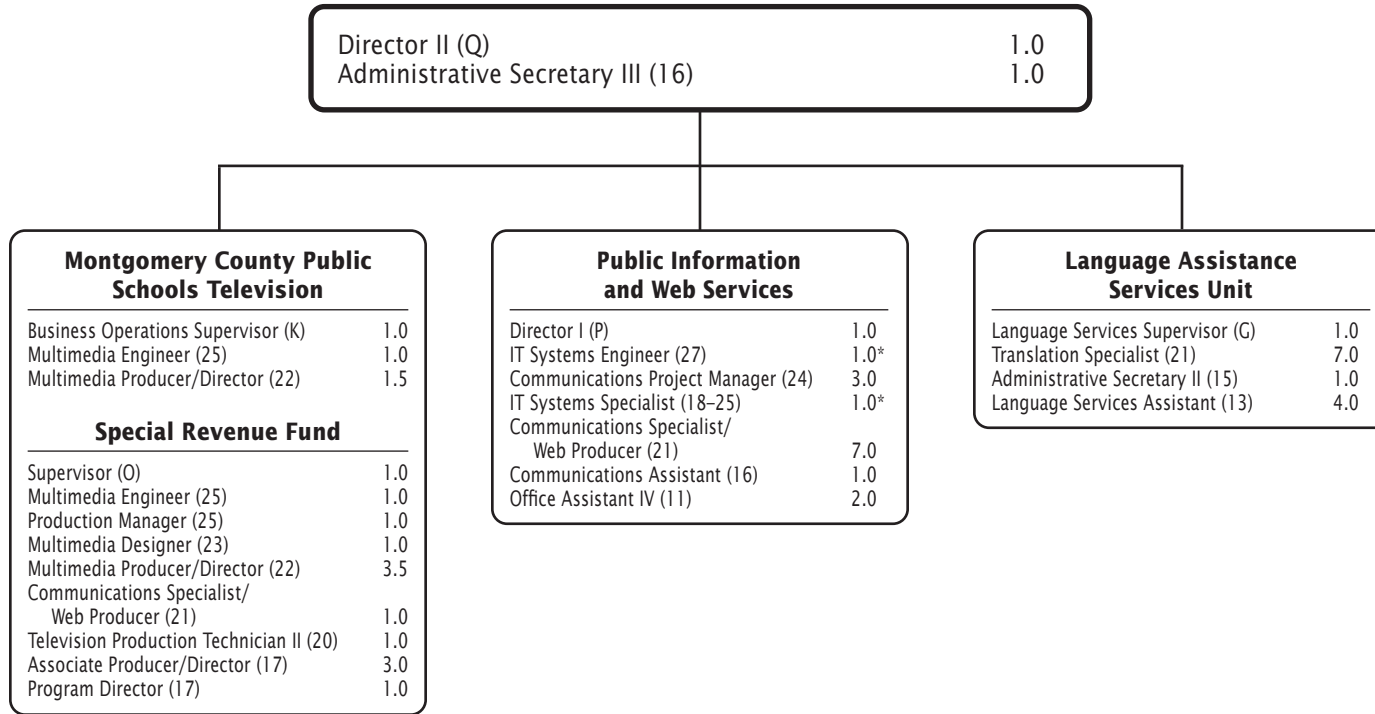 Director II (Q) 1.0
Administrative Secretary III (16) 1.0
Montgomery County Public
Schools Television
Business Operations Supervisor (K) 1.0
Multimedia Engineer (25) 1.0
Multimedia Producer/Director (22) 1.5
Special Revenue Fund
Supervisor (O) 1.0
Multimedia Engineer (25) 1.0
Production Manager (25) 1.0
Multimedia Designer (23) 1.0
Multimedia Producer/Director (22) 3.5
Communications Specialist/
Web Producer (21) 1.0
Television Production Technician II (20) 1.0
Associate Producer/Director (17) 3.0
Program Director (17) 1.0
Public Information
and Web Services
Director I (P) 1.0
IT Systems Engineer (27) 1.0*
Communications Project Manager (24) 3.0
IT Systems Specialist (18–25) 1.0*
Communications Specialist/
Web Producer (21) 7.0
Communications Assistant (16) 1.0
Office Assistant IV (11) 2.0
Language Assistance
Services Unit
Language Services Supervisor (G) 1.0
Translation Specialist (21) 7.0
Administrative Secretary II (15) 1.0
Language Services Assistant (13) 4.0